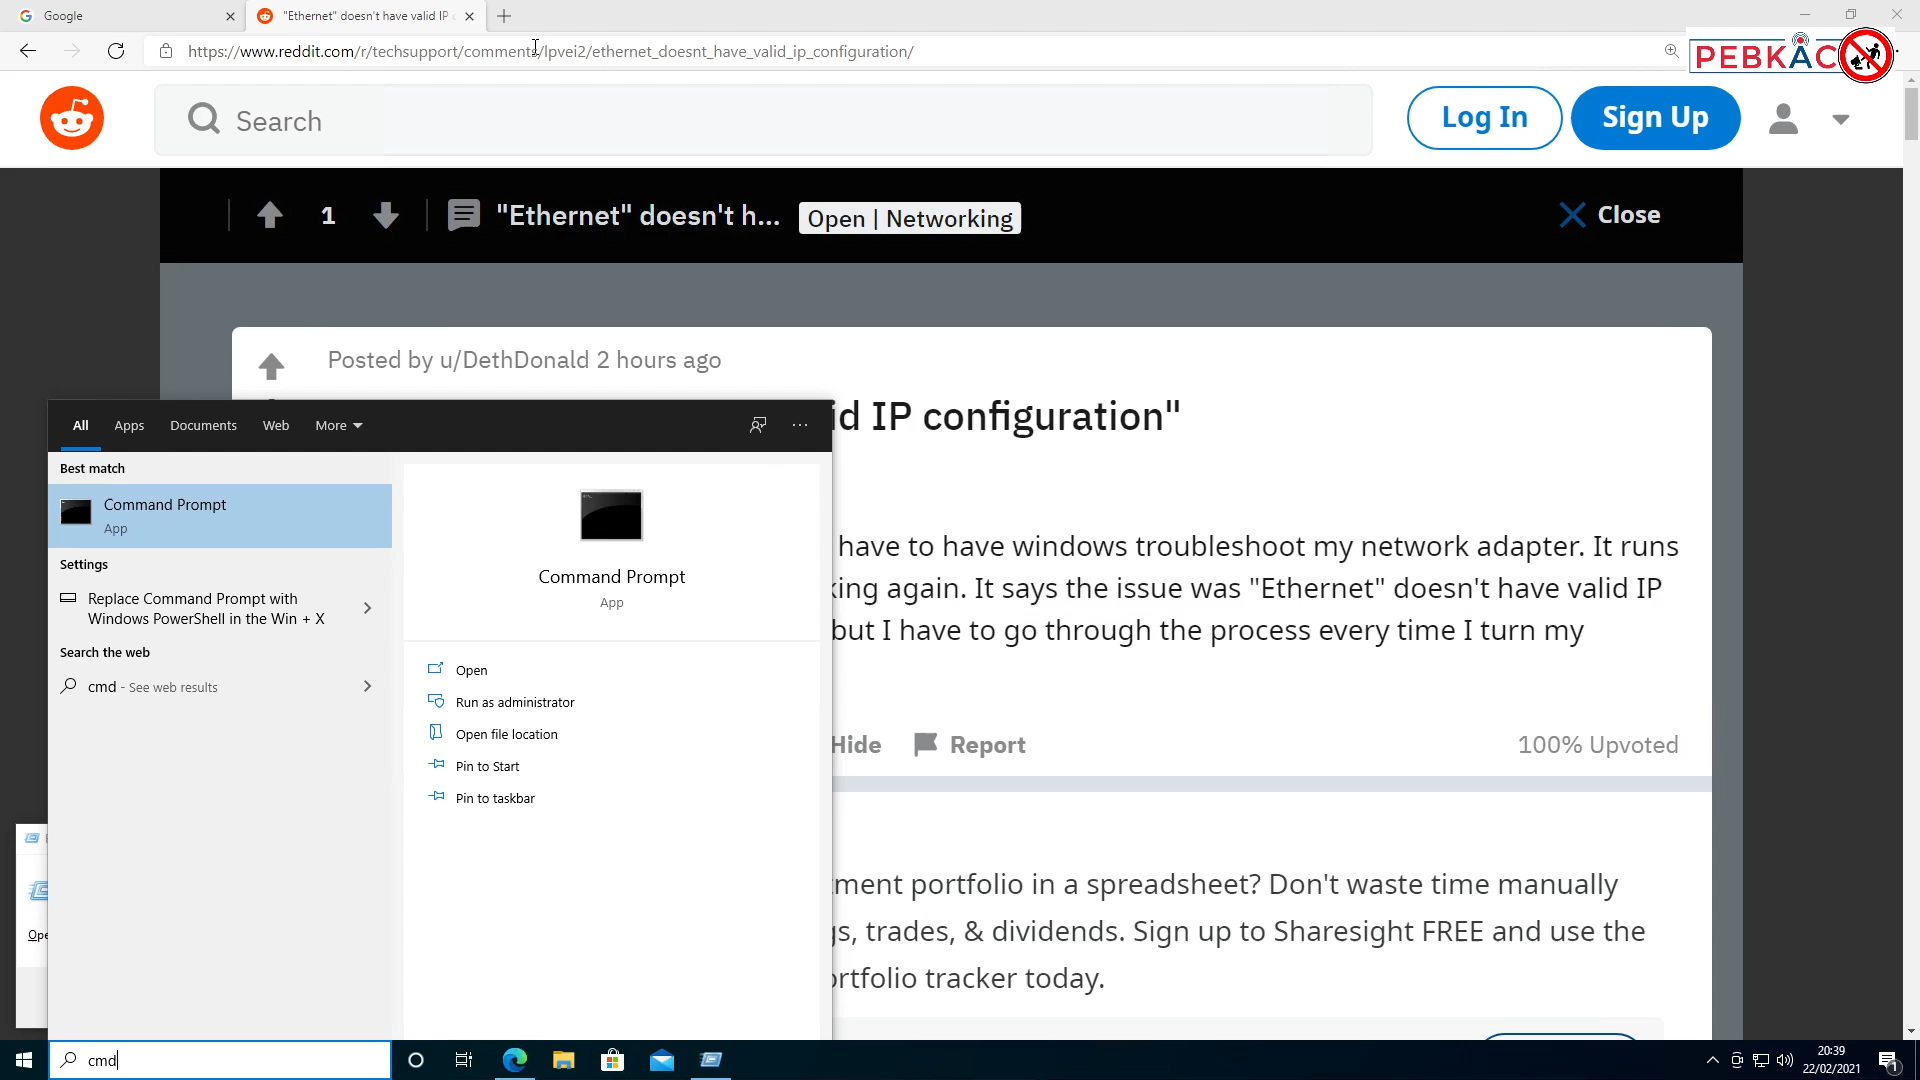 Google
"Ethernet" doesn't have valid IP c
https://www.reddit.com/r/techsupport/comments/lpvei2/ethernet_doesnt_have_valid_ip_configuration/
PEBKAC
Search
Log In
Sign Up
1
"Ethernet" doesn't h...
Open | Networking
Close
Posted by u/DethDonald 2 hours ago
id IP configuration"
have to have windows troubleshoot my network adapter. It runs
king again. It says the issue was "Ethernet" doesn't have valid IP
but I have to go through the process every time I turn my
Hide
Report
100% Upvoted
tment portfolio in a spreadsheet? Don't waste time manually
gs, trades, & dividends. Sign up to Sharesight FREE and use the
ortfolio tracker today.
All
Apps
Documents
Web
More
Best match
Command Prompt
App
Settings
Replace Command Prompt with
Windows PowerShell in the Win + X
Search the web
cmd - See web results
Command Prompt
App
Open
Run as administrator
Open file location
Pin to Start
Pin to taskbar
Ope
cmd
20:39
22/02/2021
1